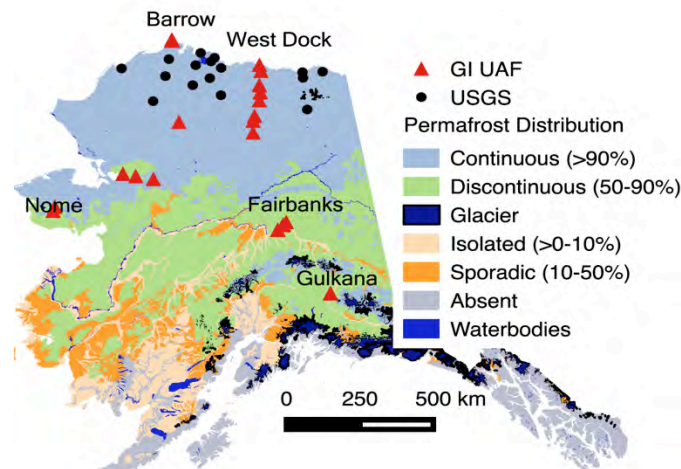 Barrow
West Dock
GI UAF
USGS
Permafrost Distribution
Continuous (>90%)
Discontinuous (50-90%)
Glacier
Isolated (>0-10%)
Sporadic (10-50%)
Absent
Waterbodies
Nome
Fairbanks
Gulkana
0 250 500 km